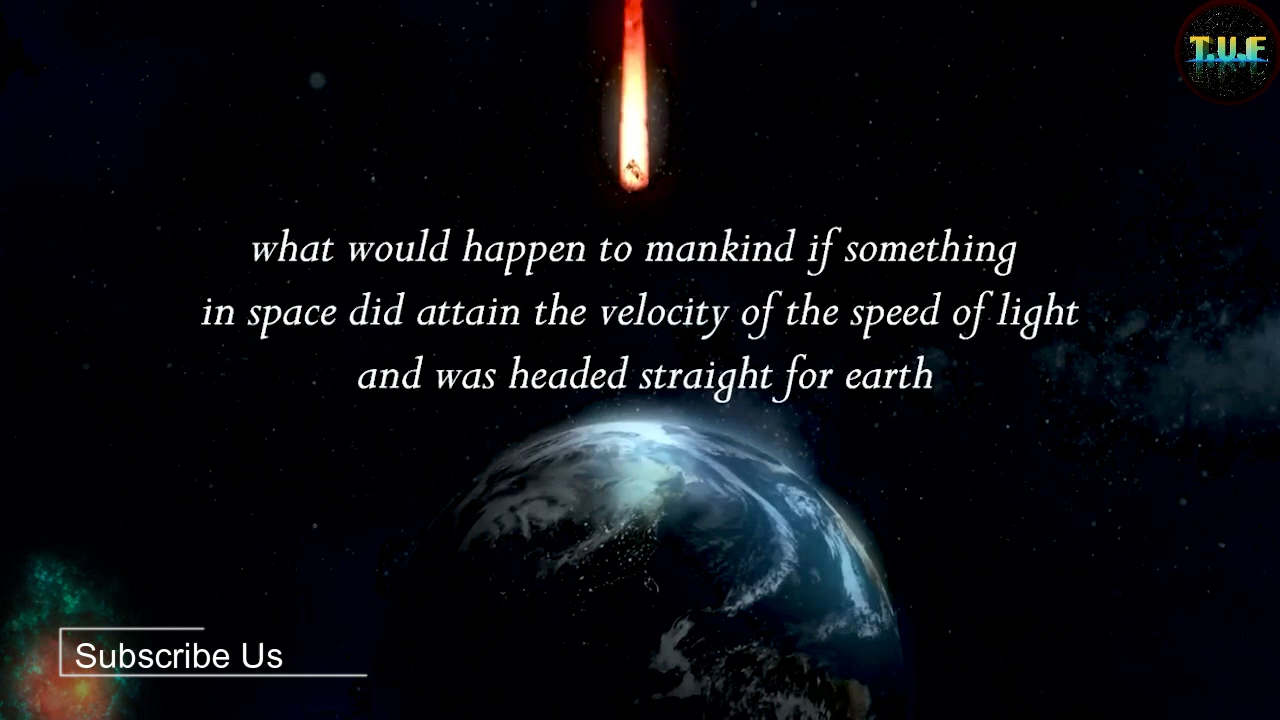 T.U.F
what would happen to mankind if something
in space did attain the velocity of the speed of light
and was headed straight for earth
Subscribe Us